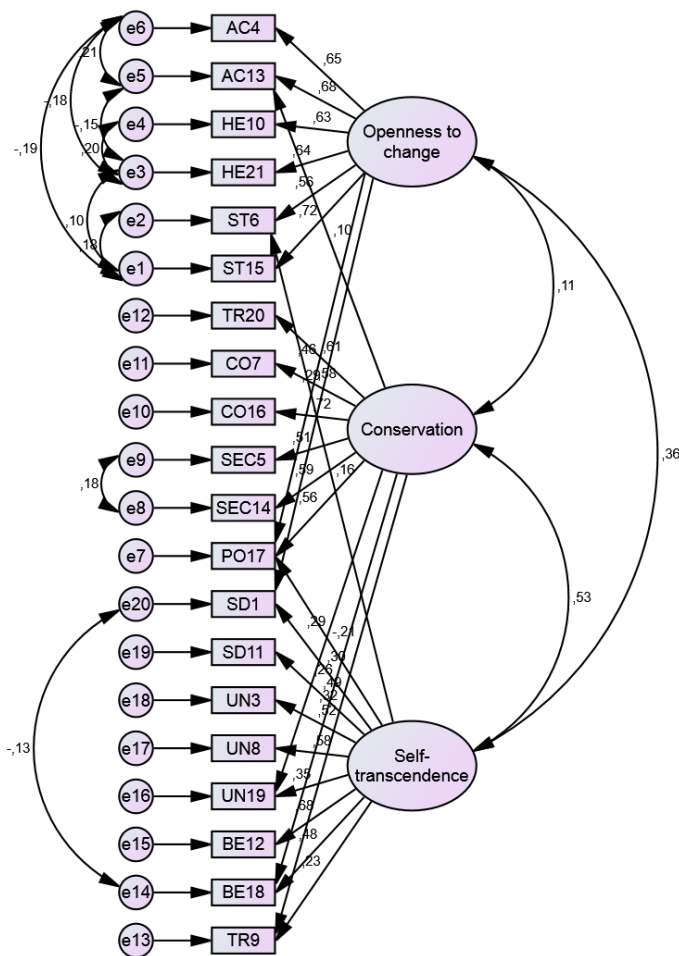 e6
AC4
,65
,21
e5
AC13
,68
-,18
-,15
e4
HE10
,63
Openness to
change
-,19
,20
e3
HE21
,64
,56
,10
e2
ST6
,72
,10
,18
e1
ST15
,11
e12
TR20
,46
,61
e11
CO7
,29
,58
e10
CO16
,72
Conservation
,36
e9
SEC5
,51
,18
,59
,16
e8
SEC14
,56
e7
PO17
,53
e20
SD1
,29
-,21
e19
SD11
,30
,26
,49
e18
UN3
,32
,52
-,13
e17
UN8
,58
Self-
transcendence
e16
UN19
,35
,68
e15
BE12
,48
e14
BE18
,23
e13
TR9